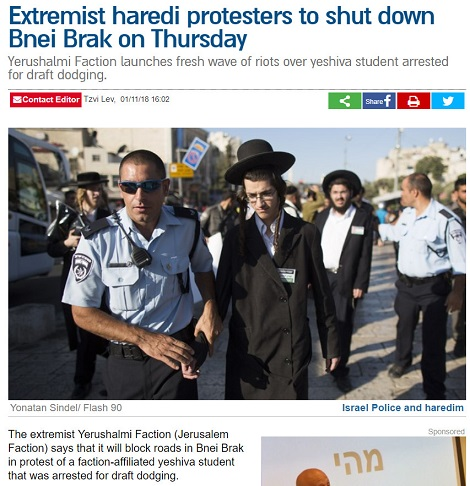 Extremist haredi protesters to shut down
Bnei Brak on Thursday
Yerushalmi Faction launches fresh wave of riots over yeshiva student arrested
for draft dodging.
Contact Editor Tzvi Lev, 01/11/18 16:02
Share f
Yonatan Sindel/ Flash 90 Israel Police and haredim
Sponsored
The extremist Yerushalmi Faction (Jerusalem
Faction) says that it will block roads in Bnei Brak
in protest of a faction-affiliated yeshiva student
that was arrested for draft dodging.
מהי